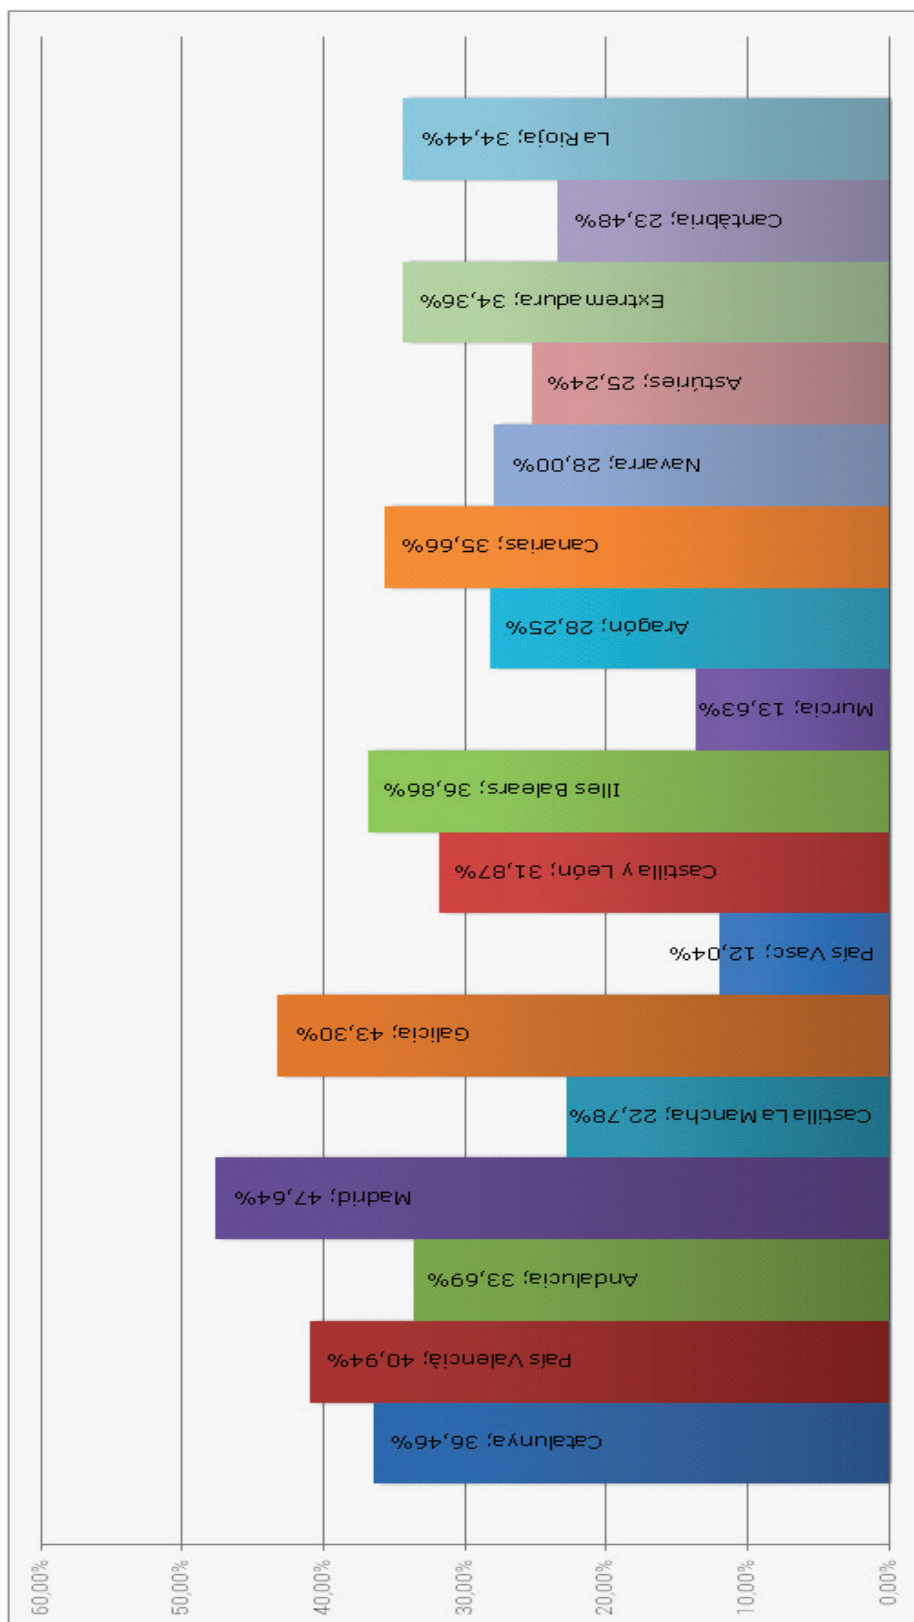 60,00%
50,00%
40,00%
30,00%
20,00%
10,00%
0,00%
Catalunya; 36,46%
País Valencià; 40,94%
Andalucia; 33,69%
Madrid; 47,64%
Castilla La Mancha; 22,78%
Galicia; 43,30%
País Vasc; 12,04%
Castilla y León; 31,87%
Illes Balears; 36,86%
Murcia; 13,63%
Aragón; 28,25%
Canarias; 35,66%
Navarra; 28,00%
Astúries; 25,24%
Extremadura; 34,36%
Cantàbria; 23,48%
La Rioja; 34,44%